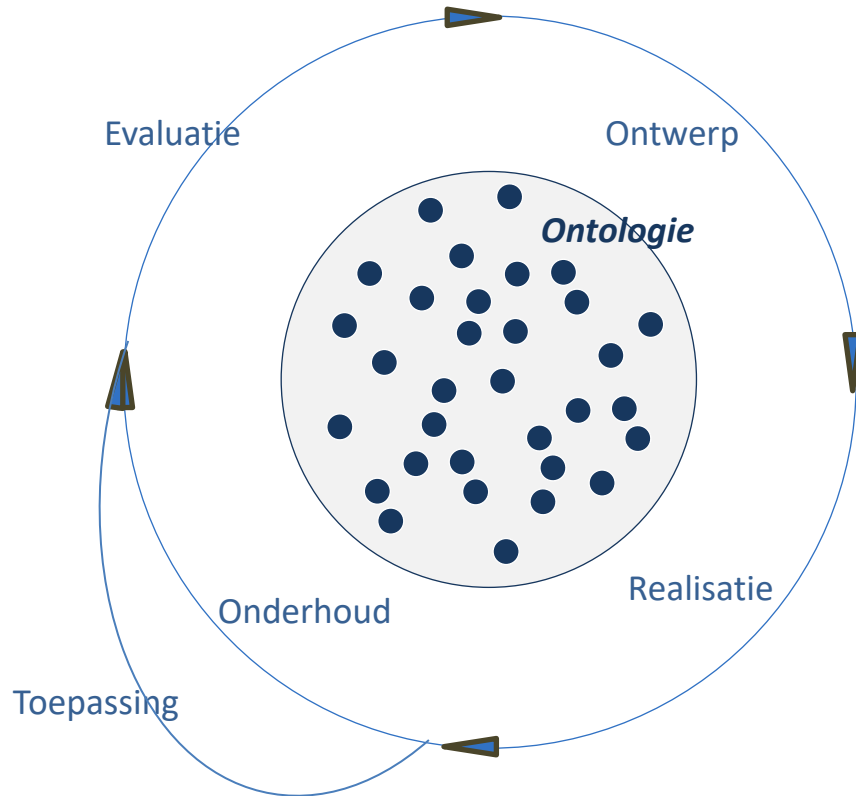 Evaluatie
Ontwerp
Ontologie
Realisatie
Onderhoud
Toepassing